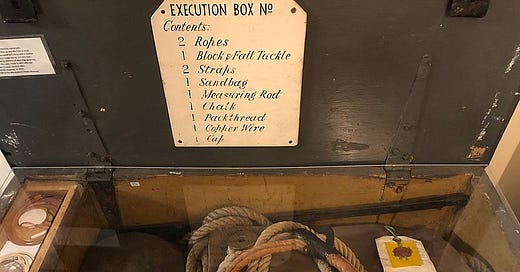 EXECUTION BOX Nº
Contents:
2 Ropes
1 Block & Fall Tackle
2 Straps
1 Sandbag
1 Measuring Rod
1 Chalk
1 Packthread
1 Copper Wire
1 Cap